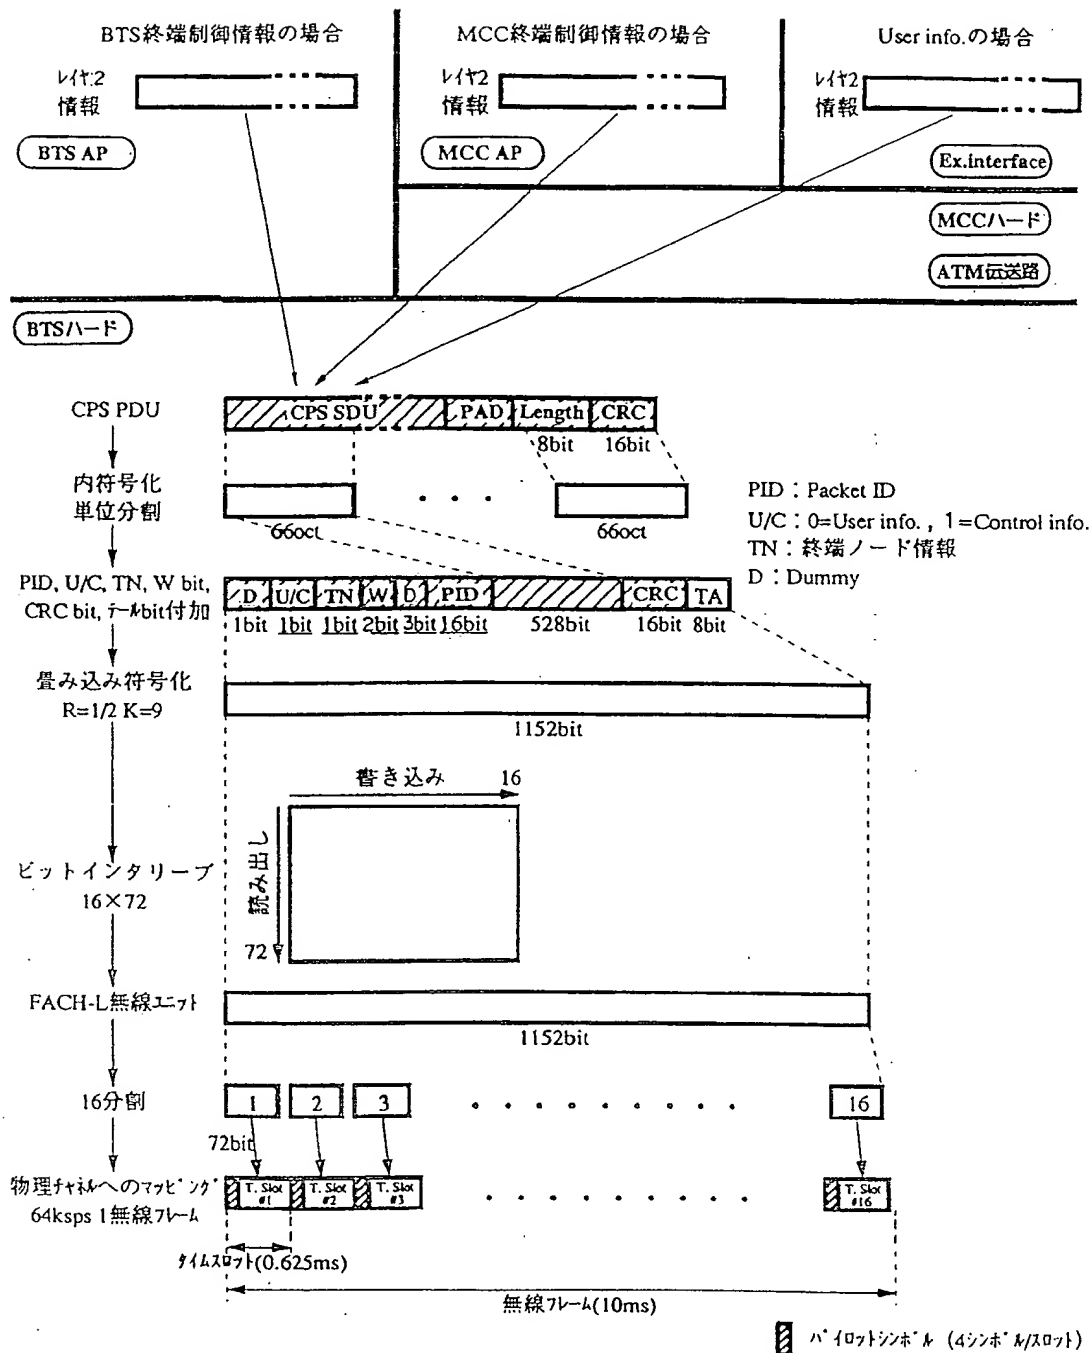 BTS終端制御情報の場合
MCC終端制御情報の場合
User info.の場合
ﾚｲﾔ2
情報
ﾚｲﾔ2
情報
ﾚｲﾔ2
情報
BTS AP
MCC AP
Ex.interface
MCCハード
ATM伝送路
BTSハード
CPS PDU
CPS SDU
PAD
Length
CRC
8bit
16bit
内符号化
単位分割
66oct
・・・
66oct
PID：Packet ID
U/C：0=User info. , 1=Control info.
TN：終端ノード情報
D：Dummy
PID, U/C, TN, W bit,
CRC bit, ﾃｰﾙbit付加
D
U/C
TN
W
D
PID
CRC
TA
1bit
1bit
1bit
2bit
3bit
16bit
528bit
16bit
8bit
畳み込み符号化
R=1/2 K=9
1152bit
書き込み
16
読み出し
72
ビットインタリーブ
16×72
FACH-L無線ﾕﾆｯﾄ
1152bit
16分割
1
2
3
・・・・・・・・・
16
72bit
物理ﾁｬﾈﾙへのﾏｯﾋﾟﾝｸﾞ
64ksps 1無線ﾌﾚｰﾑ
T. Slot
#1
T. Slot
#2
T. Slot
#3
・・・・・・・・・
T. Slot
#16
ﾀｲﾑｽﾛｯﾄ(0.625ms)
無線ﾌﾚｰﾑ(10ms)
ﾊﾟｲﾛｯﾄｼﾝﾎﾞﾙ (4ｼﾝﾎﾞﾙ/ｽﾛｯﾄ)